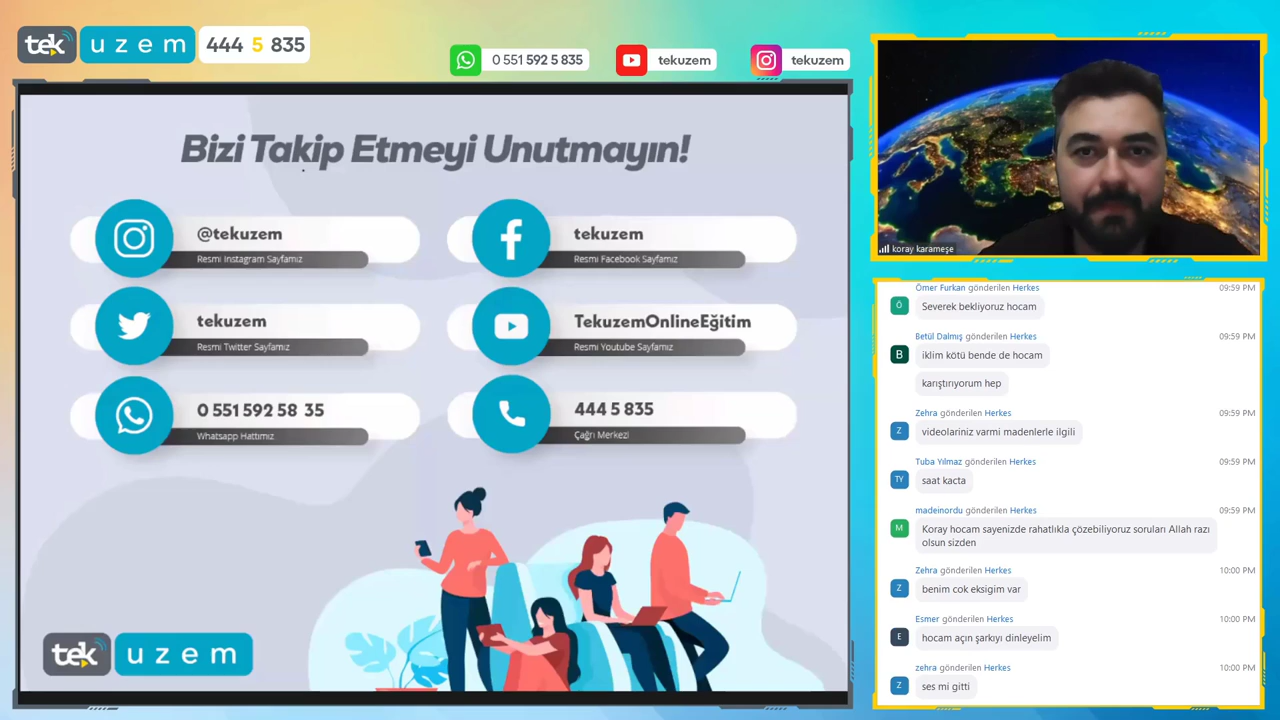 tek uzem 444 5 835
0 551 592 5 835
tekuzem
tekuzem
Bizi Takip Etmeyi Unutmayın!
@tekuzem
Resmi Instagram Sayfamız
tekuzem
Resmi Facebook Sayfamız
tekuzem
Resmi Twitter Sayfamız
TekuzemOnlineEğitim
Resmi Youtube Sayfamız
0 551 592 58 35
Whatsapp Hattımız
444 5 835
Çağrı Merkezi
tek uzem
koray karameşe
Ömer Furkan gönderilen Herkes 09:59 PM
Ö
Severek bekliyoruz hocam
Betül Dalmış gönderilen Herkes 09:59 PM
B
iklim kötü bende de hocam
karıştırıyorum hep
Zehra gönderilen Herkes 09:59 PM
Z
videolariniz varmi madenlerle ilgili
Tuba Yılmaz gönderilen Herkes 09:59 PM
TY
saat kacta
madeinordu gönderilen Herkes 09:59 PM
M
Koray hocam sayenizde rahatlıkla çözebiliyoruz soruları Allah razı
olsun sizden
Zehra gönderilen Herkes 10:00 PM
Z
benim cok eksigim var
Esmer gönderilen Herkes 10:00 PM
E
hocam açın şarkıyı dinleyelim
zehra gönderilen Herkes 10:00 PM
Z
ses mi gitti